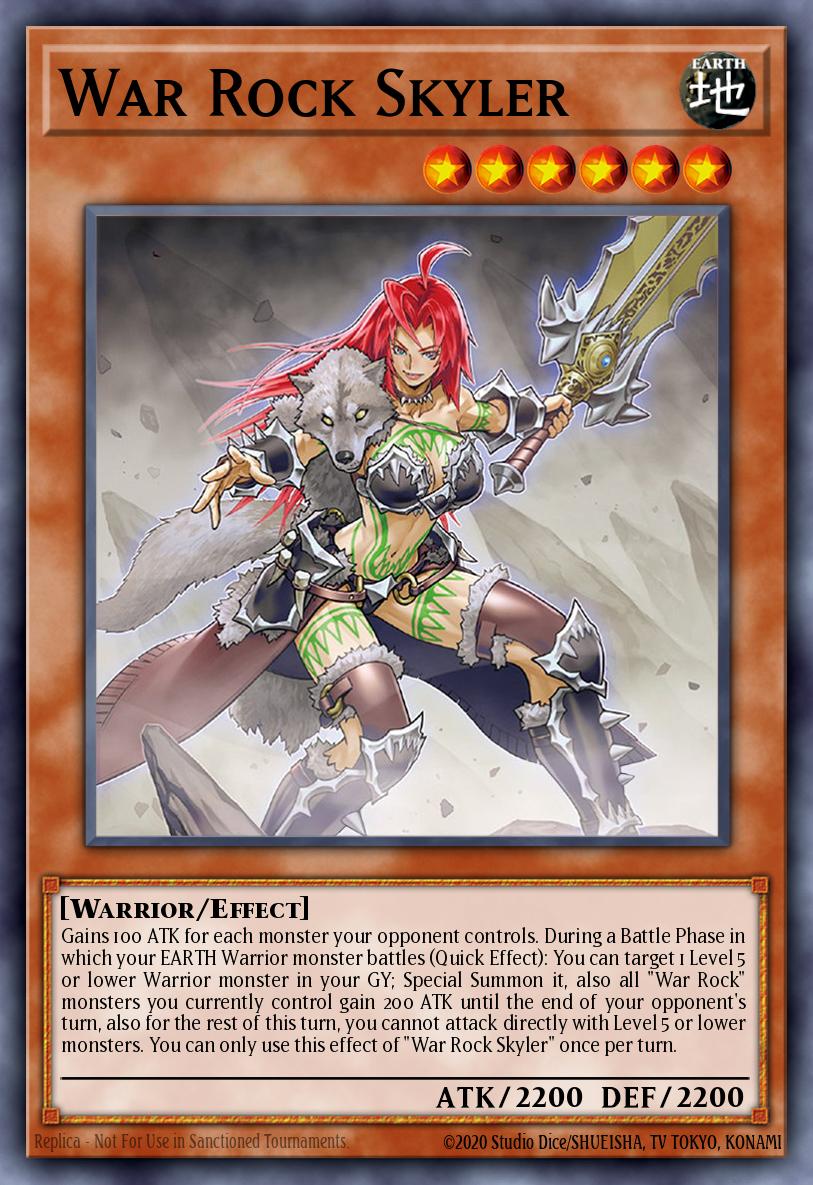 War Rock Skyler
EARTH
地
[Warrior/Effect]
Gains 100 ATK for each monster your opponent controls. During a Battle Phase in
which your EARTH Warrior monster battles (Quick Effect): You can target 1 Level 5
or lower Warrior monster in your GY; Special Summon it, also all "War Rock"
monsters you currently control gain 200 ATK until the end of your opponent's
turn, also for the rest of this turn, you cannot attack directly with Level 5 or lower
monsters. You can only use this effect of "War Rock Skyler" once per turn.
ATK/2200 DEF/2200
Replica - Not For Use in Sanctioned Tournaments.
©2020 Studio Dice/SHUEISHA, TV TOKYO, KONAMI